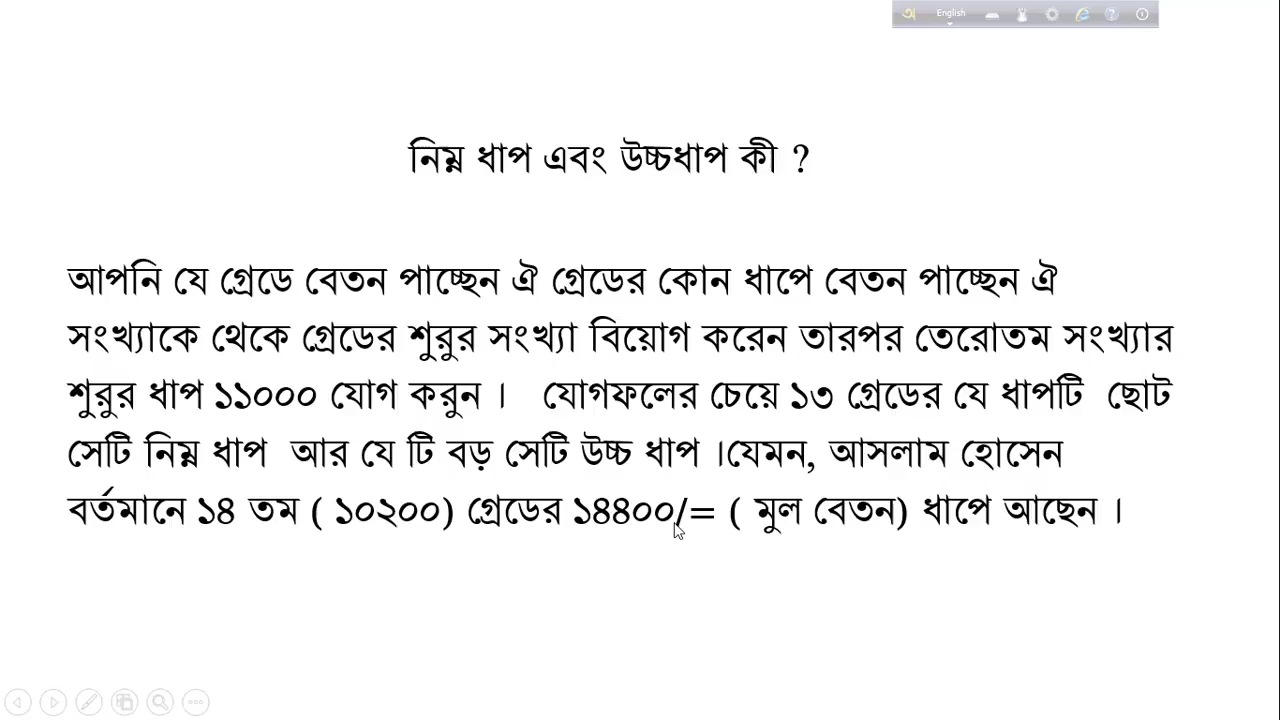 অ English
নিম্ন ধাপ এবং উচ্চধাপ কী ?
আপনি যে গ্রেডে বেতন পাচ্ছেন ঐ গ্রেডের কোন ধাপে বেতন পাচ্ছেন ঐ
সংখ্যাকে থেকে গ্রেডের শুরুর সংখ্যা বিয়োগ করেন তারপর তেরোতম সংখ্যার
শুরুর ধাপ ১১০০০ যোগ করুন । যোগফলের চেয়ে ১৩ গ্রেডের যে ধাপটি ছোট
সেটি নিম্ন ধাপ আর যে টি বড় সেটি উচ্চ ধাপ ।যেমন, আসলাম হোসেন
বর্তমানে ১৪ তম ( ১০২০০) গ্রেডের ১৪৪০০/= ( মুল বেতন) ধাপে আছেন ।